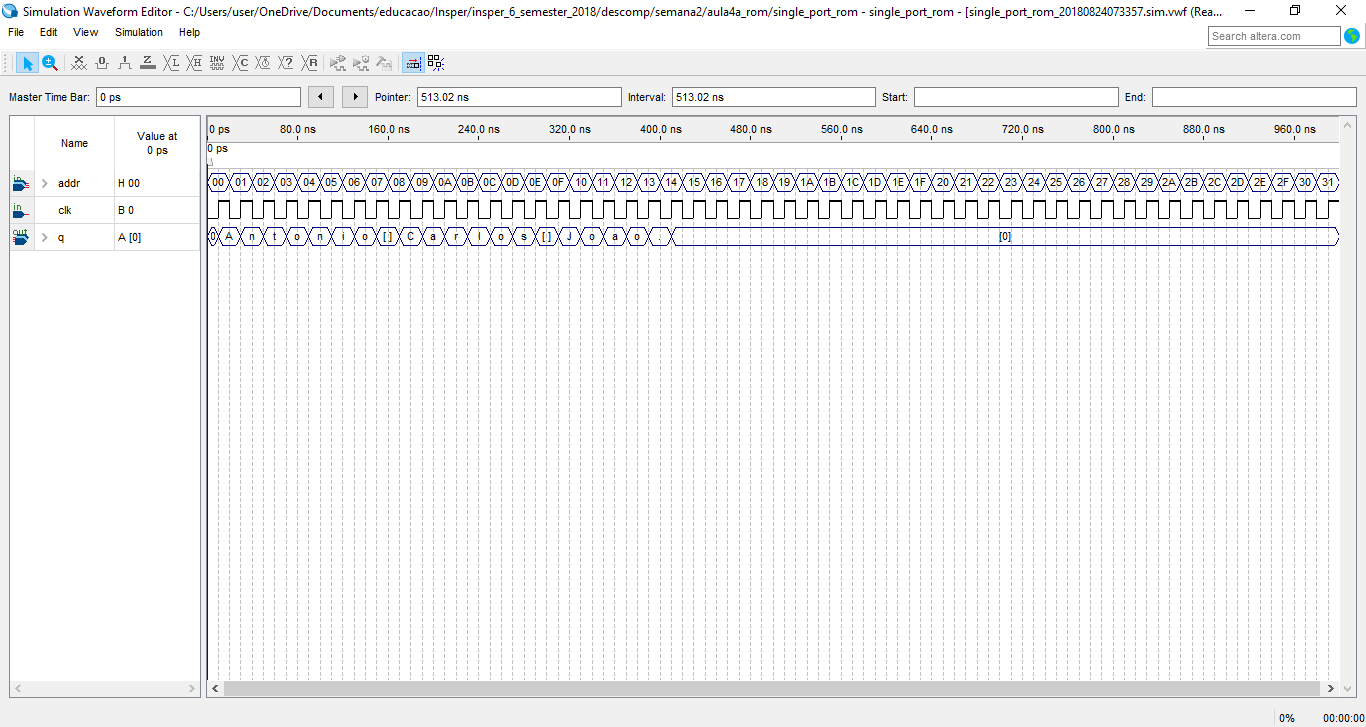 Simulation Waveform Editor - C:/Users/user/OneDrive/Documents/educacao/Insper/insper_6_semester_2018/descomp/semana2/aula4a_rom/single_port_rom - single_port_rom - [single_port_rom_20180824073357.sim.vwf (Rea...
File Edit View Simulation Help
Search altera.com
Master Time Bar: 0 ps Pointer: 513.02 ns Interval: 513.02 ns Start: End:
Name Value at 0 ps
0 ps 80.0 ns 160.0 ns 240.0 ns 320.0 ns 400.0 ns 480.0 ns 560.0 ns 640.0 ns 720.0 ns 800.0 ns 880.0 ns 960.0 ns
0 ps
in addr H 00 00 01 02 03 04 05 06 07 08 09 0A 0B 0C 0D 0E 0F 10 11 12 13 14 15 16 17 18 19 1A 1B 1C 1D 1E 1F 20 21 22 23 24 25 26 27 28 29 2A 2B 2C 2D 2E 2F 30 31
in clk B 0
out q A [0] 0 A n t o n i o [ ] C a r l o s [ ] J o a o . [0]
0% 00:00:00